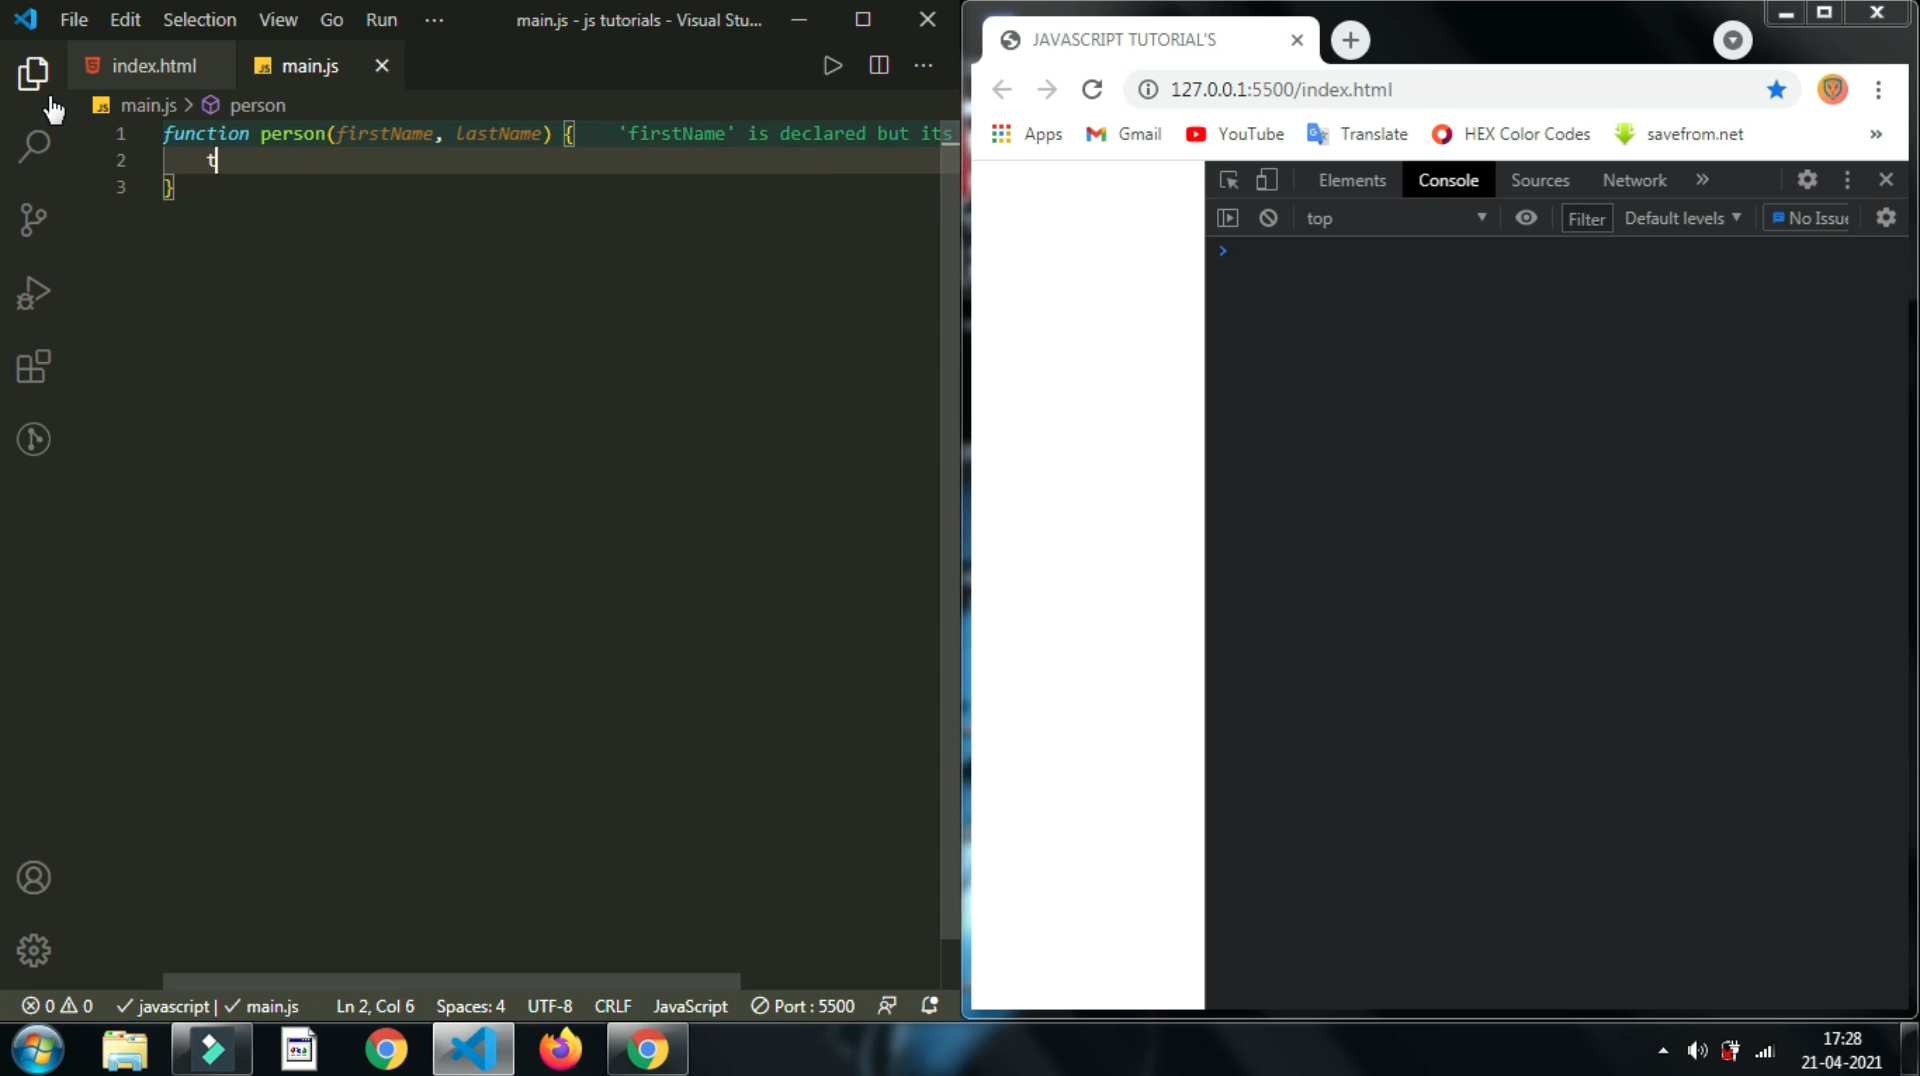 File Edit Selection View Go Run ··· main.js - js tutorials - Visual Stu...
index.html main.js
main.js > person
1 function person(firstName, lastName) { 'firstName' is declared but its
2 t
3 }
0 0 javascript | main.js Ln 2, Col 6 Spaces: 4 UTF-8 CRLF JavaScript Port : 5500
JAVASCRIPT TUTORIAL'S
127.0.0.1:5500/index.html
Apps Gmail YouTube Translate HEX Color Codes savefrom.net »
Elements Console Sources Network »
top Filter Default levels No Issue
>
17:28
21-04-2021